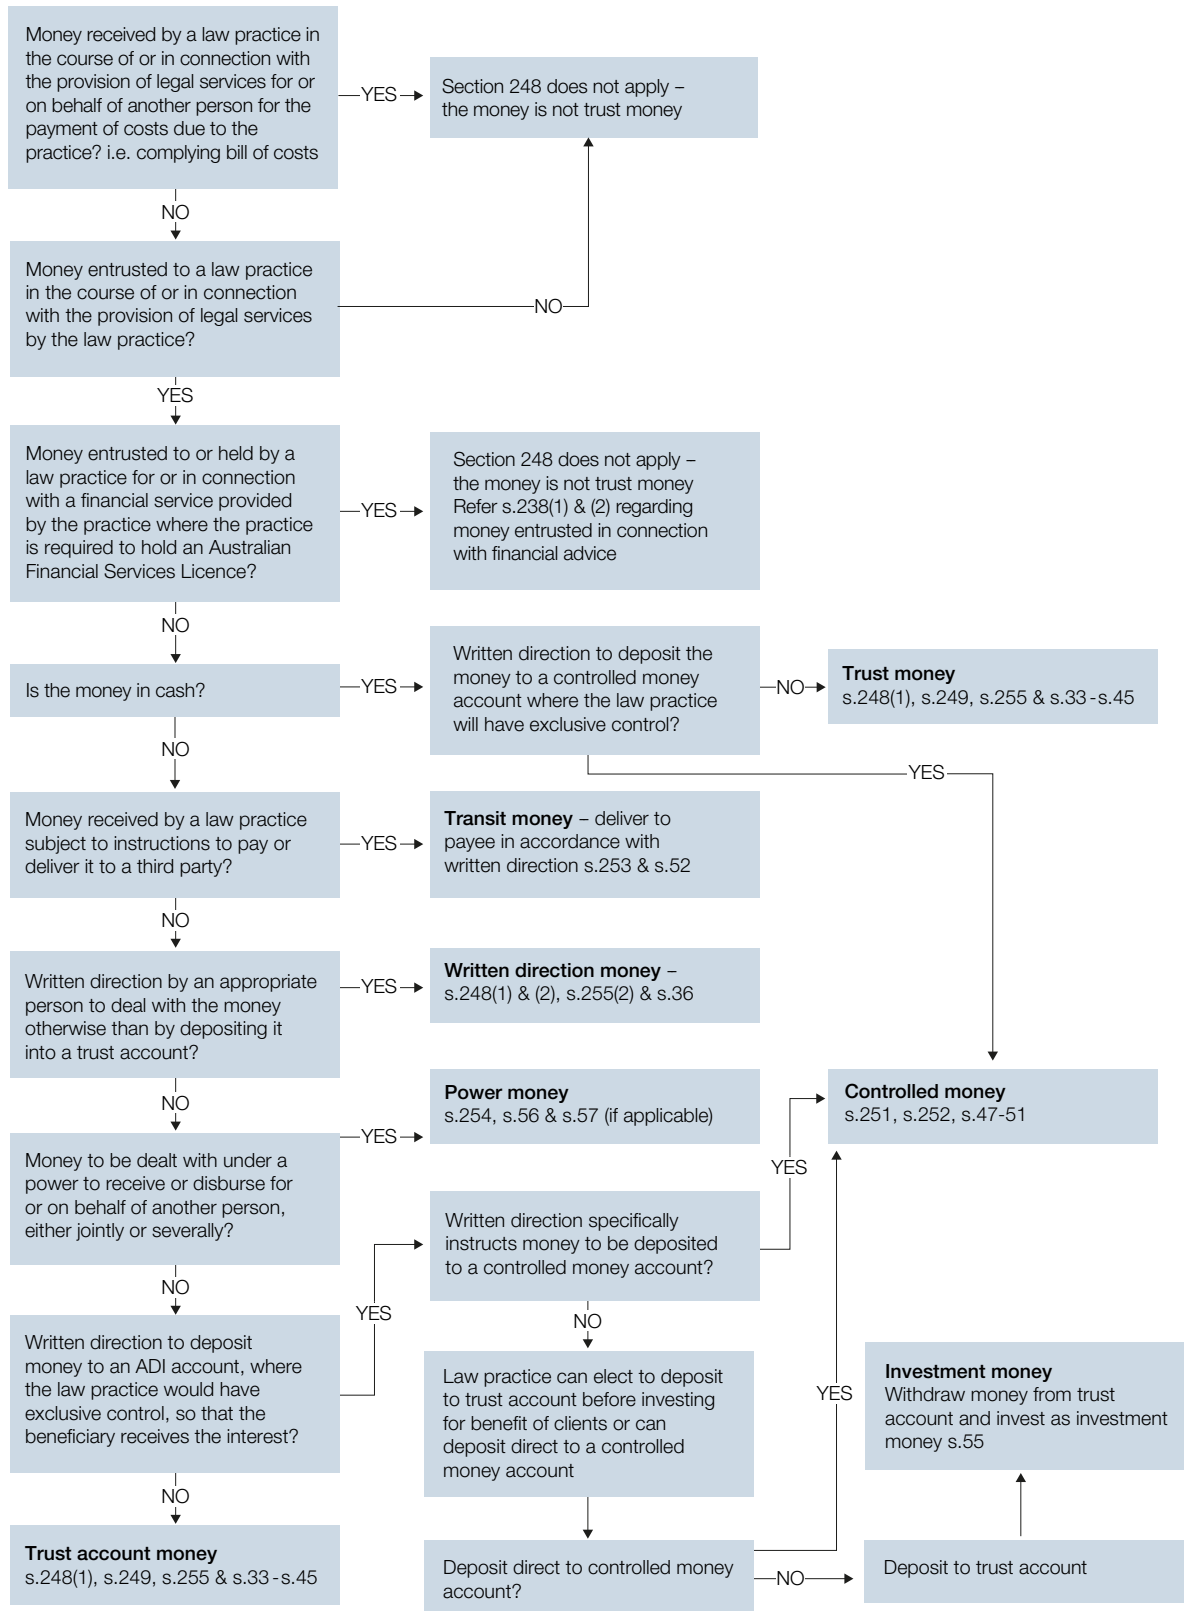 Money received by a law practice in
the course of or in connection with
the provision of legal services for or
on behalf of another person for the
payment of costs due to the
practice? i.e. complying bill of costs
YES
Section 248 does not apply –
the money is not trust money
NO
Money entrusted to a law practice
in the course of or in connection
with the provision of legal services
by the law practice?
NO
YES
Money entrusted to or held by a
law practice for or in connection
with a financial service provided
by the practice where the practice
is required to hold an Australian
Financial Services Licence?
YES
Section 248 does not apply –
the money is not trust money
Refer s.238(1) & (2) regarding
money entrusted in connection
with financial advice
NO
Is the money in cash?
YES
Written direction to deposit the
money to a controlled money
account where the law practice
will have exclusive control?
NO
Trust money
s.248(1), s.249, s.255 & s.33-s.45
YES
NO
Money received by a law practice
subject to instructions to pay or
deliver it to a third party?
YES
Transit money – deliver to
payee in accordance with
written direction s.253 & s.52
NO
Written direction by an appropriate
person to deal with the money
otherwise than by depositing it
into a trust account?
YES
Written direction money –
s.248(1) & (2), s.255(2) & s.36
NO
Money to be dealt with under a
power to receive or disburse for
or on behalf of another person,
either jointly or severally?
YES
Power money
s.254, s.56 & s.57 (if applicable)
Controlled money
s.251, s.252, s.47-51
NO
Written direction to deposit
money to an ADI account, where
the law practice would have
exclusive control, so that the
beneficiary receives the interest?
YES
Written direction specifically
instructs money to be deposited
to a controlled money account?
YES
NO
Law practice can elect to deposit
to trust account before investing
for benefit of clients or can
deposit direct to a controlled
money account
YES
Investment money
Withdraw money from trust
account and invest as investment
money s.55
NO
Trust account money
s.248(1), s.249, s.255 & s.33-s.45
Deposit direct to controlled money
account?
NO
Deposit to trust account